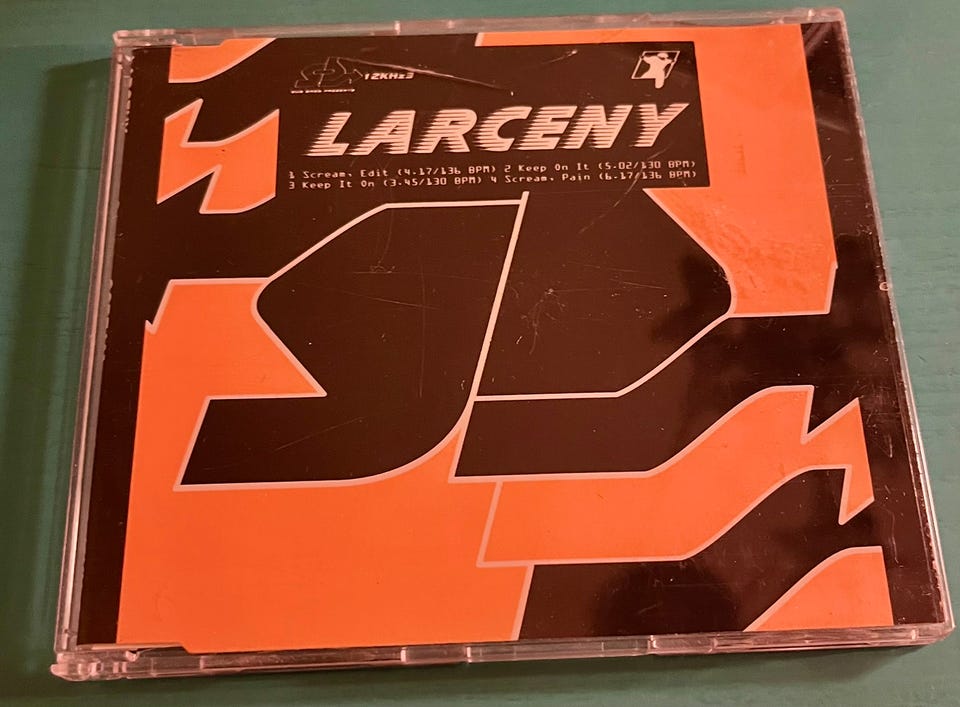 12KHz3
LARCENY
1 Scream, Edit (4.17/136 BPM) 2 Keep On It (5.02/130 BPM)
3 Keep It On (3.45/130 BPM) 4 Scream, Pain (6.17/136 BPM)